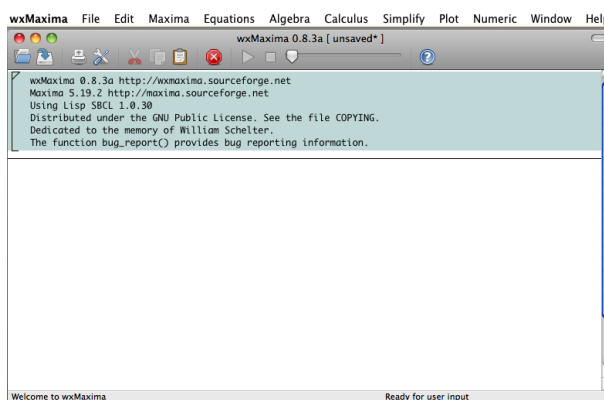 wxMaxima File Edit Maxima Equations Algebra Calculus Simplify Plot Numeric Window Hel
wxMaxima 0.8.3a [ unsaved* ]
wxMaxima 0.8.3a http://wxmaxima.sourceforge.net
Maxima 5.19.2 http://maxima.sourceforge.net
Using Lisp SBCL 1.0.30
Distributed under the GNU Public License. See the file COPYING.
Dedicated to the memory of William Schelter.
The function bug_report() provides bug reporting information.
Welcome to wxMaxima Ready for user input